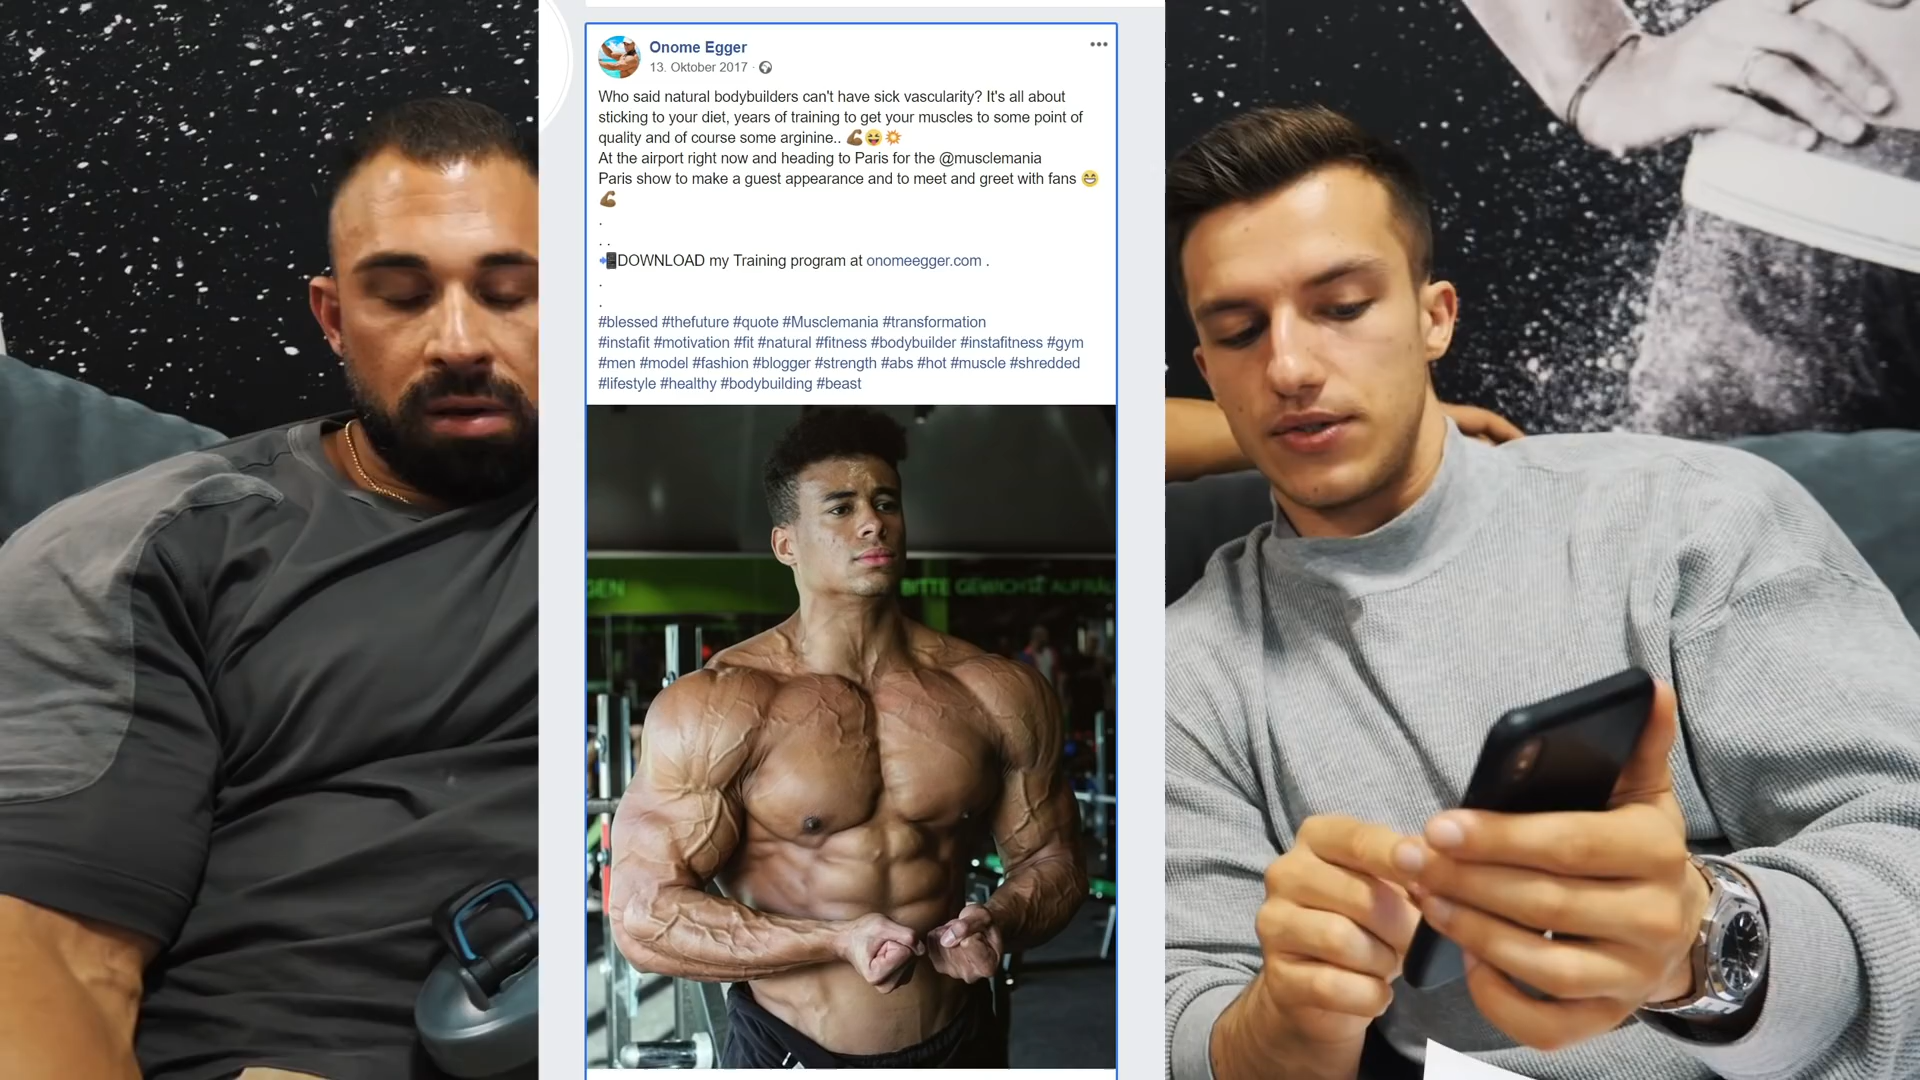 Onome Egger
13. Oktober 2017 ·
Who said natural bodybuilders can't have sick vascularity? It's all about
sticking to your diet, years of training to get your muscles to some point of
quality and of course some arginine.. 💪🏾😝💥
At the airport right now and heading to Paris for the @musclemania
Paris show to make a guest appearance and to meet and greet with fans 😁
💪🏾
.
. .
📲DOWNLOAD my Training program at onomeegger.com .
.
.
#blessed #thefuture #quote #Musclemania #transformation
#instafit #motivation #fit #natural #fitness #bodybuilder #instafitness #gym
#men #model #fashion #blogger #strength #abs #hot #muscle #shredded
#lifestyle #healthy #bodybuilding #beast
GEN BITTE GEWICHTE AUFRÄU